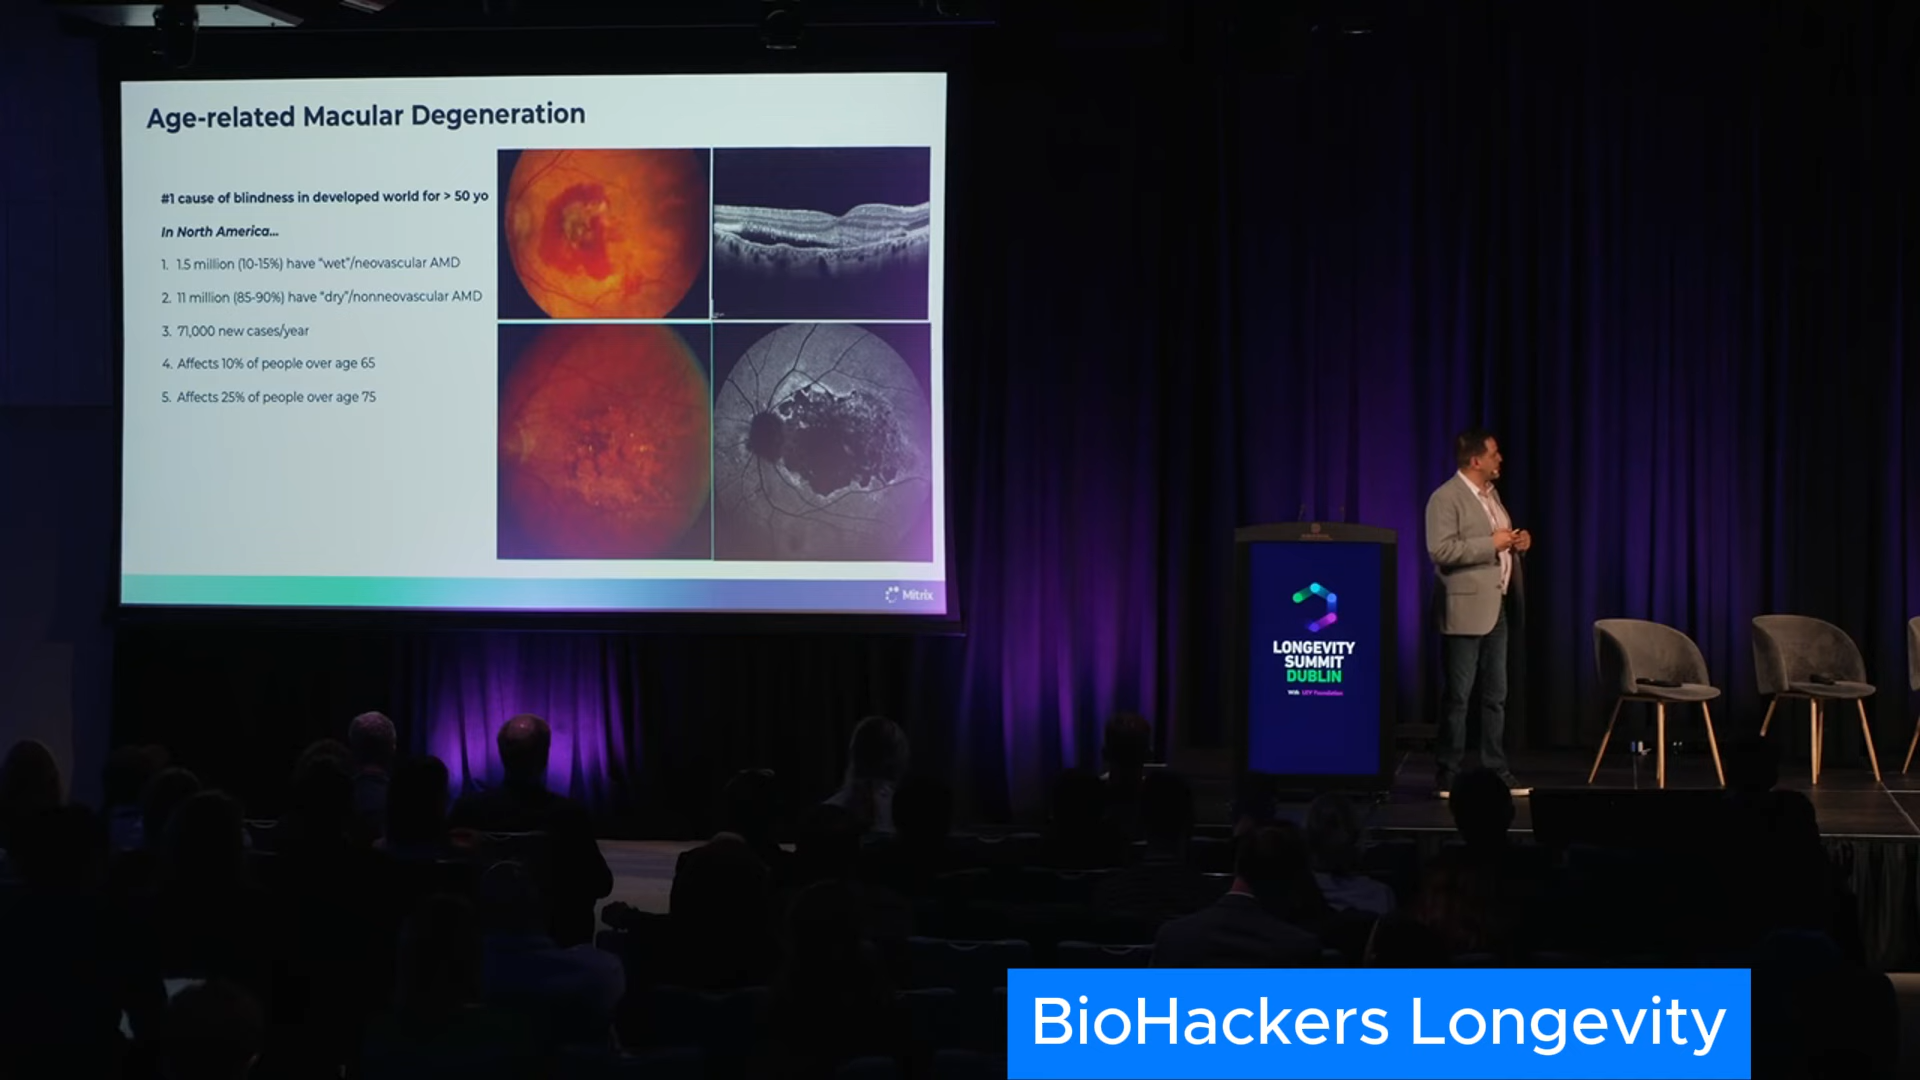 Age-related Macular Degeneration
#1 cause of blindness in developed world for > 50 yo
In North America...
1. 1.5 million (10-15%) have "wet"/neovascular AMD
2. 11 million (85-90%) have "dry"/nonneovascular AMD
3. 71,000 new cases/year
4. Affects 10% of people over age 65
5. Affects 25% of people over age 75
Mitrix
LONGEVITY
SUMMIT
DUBLIN
With LEV Foundation
BioHackers Longevity